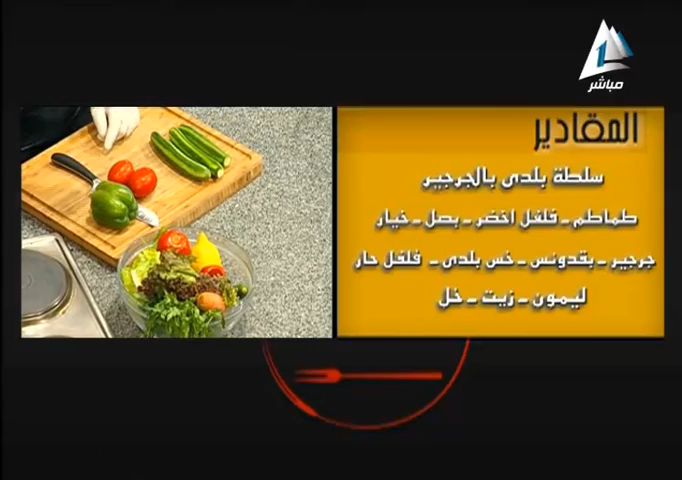 1
مباشر
المقادير
سلطة بلدى بالجرجير
طماطم - فلفل اخضر - بصل - خيار
جرجير - بقدونس - خس بلدى - فلفل حار
ليمون - زيت - خل